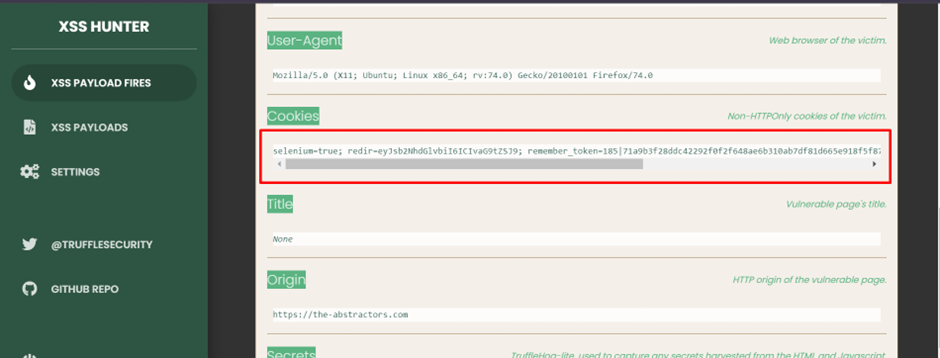 XSS HUNTER
XSS PAYLOAD FIRES
XSS PAYLOADS
SETTINGS
@TRUFFLESECURITY
GITHUB REPO
User-Agent
Web browser of the victim.
Mozilla/5.0 (X11; Ubuntu; Linux x86_64; rv:74.0) Gecko/20100101 Firefox/74.0
Cookies
Non-HTTPOnly cookies of the victim.
selenium=true; redir=eyJsb2NhdGlvbiI6ICIvaG9tZSJ9; remember_token=185|71a9b3f28ddc42292f0f2f648ae6b310ab7df81d665e918f5f87
Title
Vulnerable page's title.
None
Origin
HTTP origin of the vulnerable page.
https://the-abstractors.com
Secrets
TruffleHog-lite, used to capture any secrets harvested from the HTML and Javascript